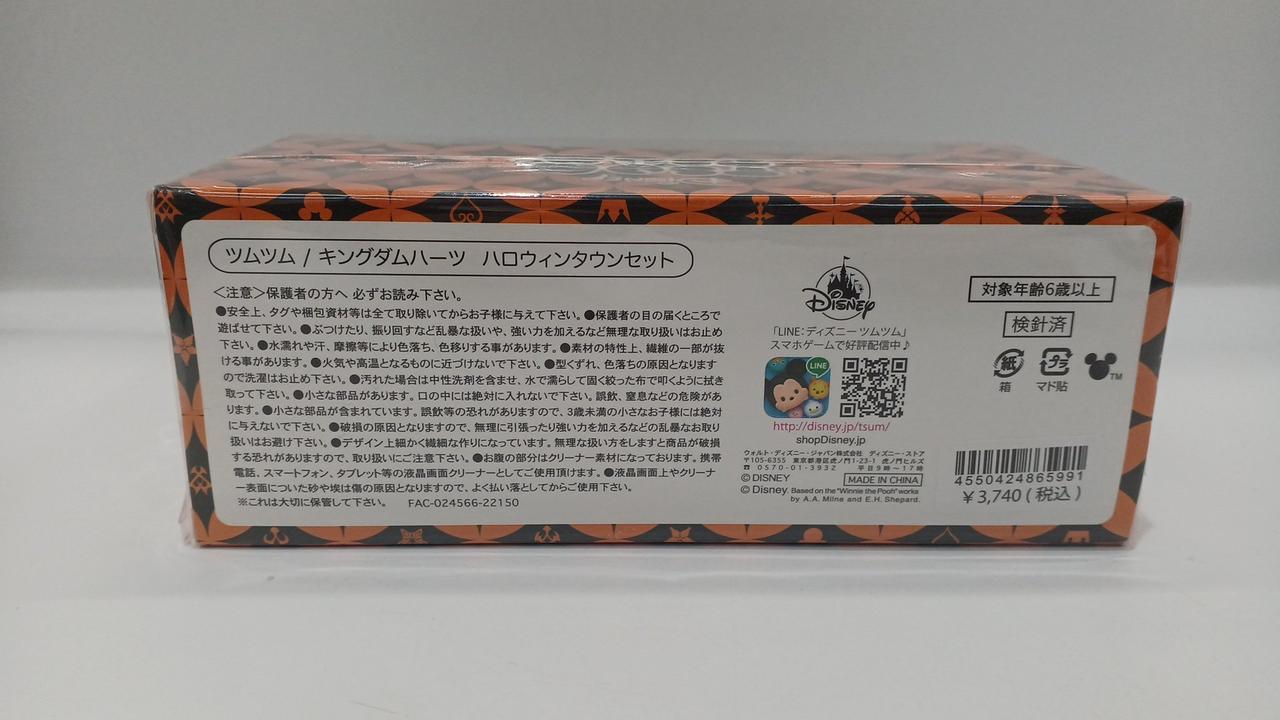 ツムツム / キングダムハーツ ハロウィンタウンセット
＜注意＞保護者の方へ 必ずお読み下さい。
●安全上、タグや梱包資材等は全て取り除いてからお子様に与えて下さい。●保護者の目の届くところで
遊ばせて下さい。●ぶつけたり、振り回すなど乱暴な扱いや、強い力を加えるなど無理な取り扱いはお止め
下さい。●水濡れや汗、摩擦等により色落ち、色移りする事があります。●素材の特性上、繊維の一部が抜
ける事があります。●火気や高温となるものに近づけないで下さい。●型くずれ、色落ちの原因となります
ので洗濯はお止め下さい。●汚れた場合は中性洗剤を含ませ、水で濡らして固く絞った布で叩くように拭き
取って下さい。●小さな部品があります。口の中には絶対に入れないで下さい。誤飲、窒息などの危険があ
ります。●小さな部品が含まれています。誤飲等の恐れがありますので、3歳未満の小さなお子様には絶対
に与えないで下さい。●破損の原因となりますので、無理に引張ったり強い力を加えるなどの乱暴なお取り
扱いはお避け下さい。●デザイン上細かく繊細な作りになっています。無理な扱い方をしますと商品が破損
する恐れがありますので、取り扱いにご注意下さい。●お腹の部分はクリーナー素材になっております。携帯
電話、スマートフォン、タブレット等の液晶画面クリーナーとしてご使用頂けます。●液晶画面上やクリーナ
ー表面についた砂や埃は傷の原因となりますので、よく払い落としてからご使用下さい。
※これは大切に保管して下さい。 FAC-024566-22150
Disney
「LINE：ディズニー ツムツム」
スマホゲームで好評配信中♪
LINE
http://disney.jp/tsum/
shopDisney.jp
ウォルト・ディズニー・ジャパン株式会社 ディズニー・ストア
〒105-6355 東京都港区虎ノ門1-23-1 虎ノ門ヒルズ
☎ 0570-01-3932 平日9時～17時
©DISNEY MADE IN CHINA
©Disney. Based on the "Winnie the Pooh" works
by A.A. Milne and E.H. Shepard.
対象年齢6歳以上
検針済
紙
箱
プラ
マド貼
TM
4550424865991
¥3,740(税込)